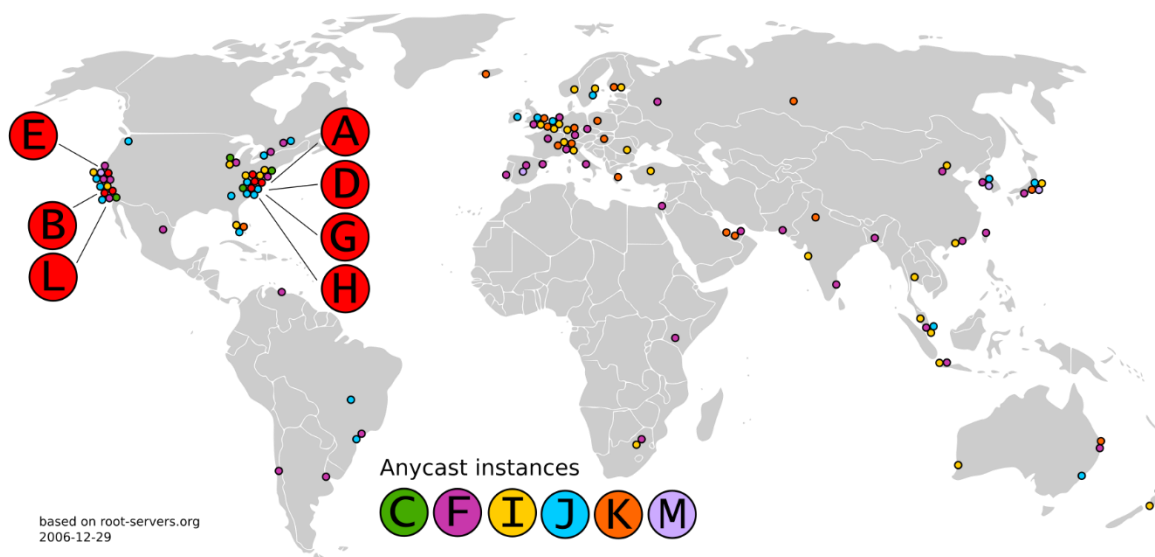 E
A
D
B
G
L
H
Anycast instances
C F I J K M
based on root-servers.org
2006-12-29